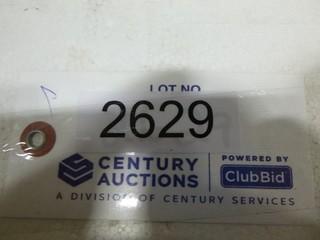 LOT NO
2629
CENTURY
AUCTIONS
POWERED BY
ClubBid
A DIVISION OF CENTURY SERVICES